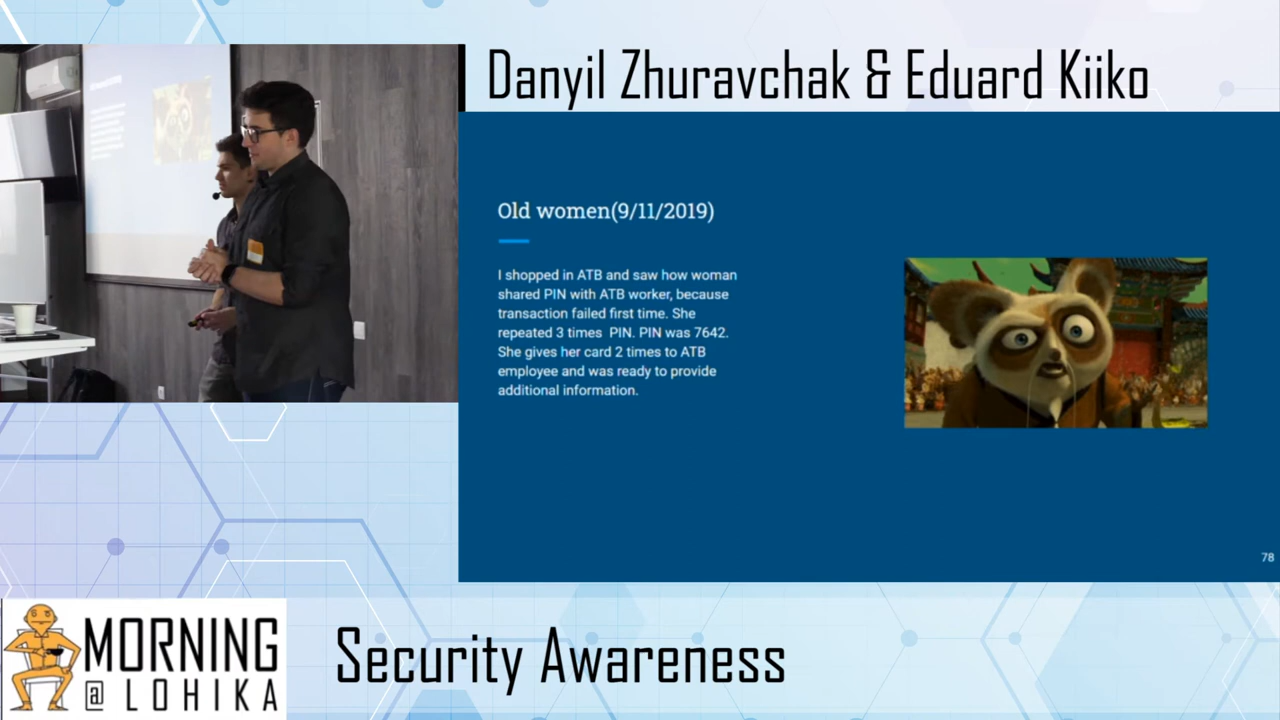 Danyil Zhuravchak & Eduard Kiiko
Old women(9/11/2019)
I shopped in ATB and saw how woman
shared PIN with ATB worker, because
transaction failed first time. She
repeated 3 times PIN. PIN was 7642.
She gives her card 2 times to ATB
employee and was ready to provide
additional information.
78
MORNING
@ LOHIKA
Security Awareness